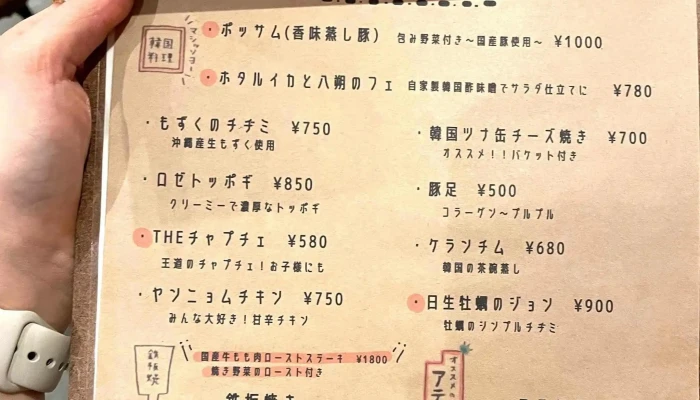 韓国
料理
マシッソヨー
・ポッサム(香味蒸し豚) 包み野菜付き～国産豚使用～ ¥1000
・ホタルイカと八朔のフェ 自家製韓国酢味噌でサラダ仕立てに ¥780
・もずくのチヂミ ¥750
沖縄産生もずく使用
・ロゼトッポギ ¥850
クリーミーで濃厚なトッポギ
・THEチャプチェ ¥580
王道のチャプチェ!お子様にも
・ヤンニョムチキン ¥750
みんな大好き!甘辛チキン
・韓国ツナ缶チーズ焼き ¥700
オススメ!!バケット付き
・豚足 ¥500
コラーゲン～プルプル
・ケランチム ¥680
韓国の茶碗蒸し
・日生牡蠣のジョン ¥900
牡蠣のシンプルチヂミ
鉄板焼
国産牛もも肉ローストステーキ ¥1800
焼き野菜のロースト付き
鉄板焼き
オススメの
アテ